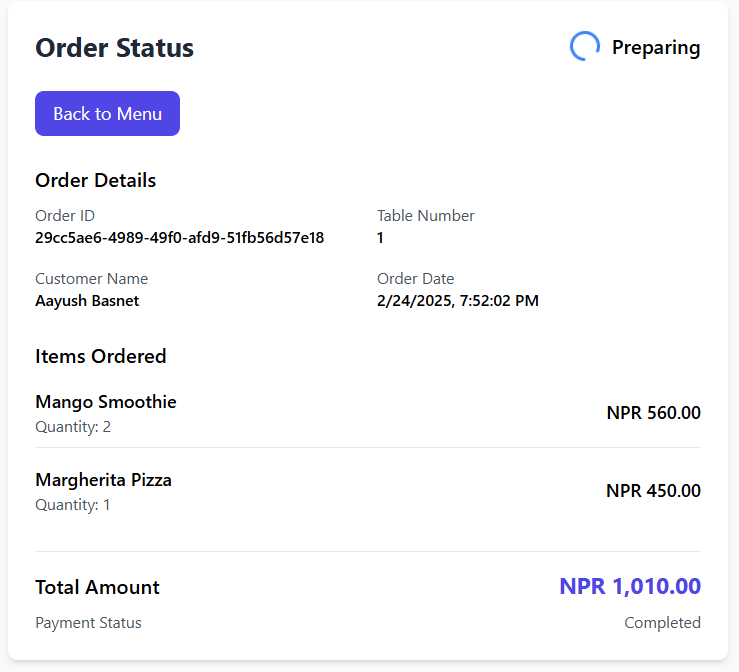 Order Status
Preparing
Back to Menu
Order Details
Order ID
29cc5ae6-4989-49f0-afd9-51fb56d57e18
Table Number
1
Customer Name
Aayush Basnet
Order Date
2/24/2025, 7:52:02 PM
Items Ordered
Mango Smoothie
Quantity: 2
NPR 560.00
Margherita Pizza
Quantity: 1
NPR 450.00
Total Amount
NPR 1,010.00
Payment Status
Completed